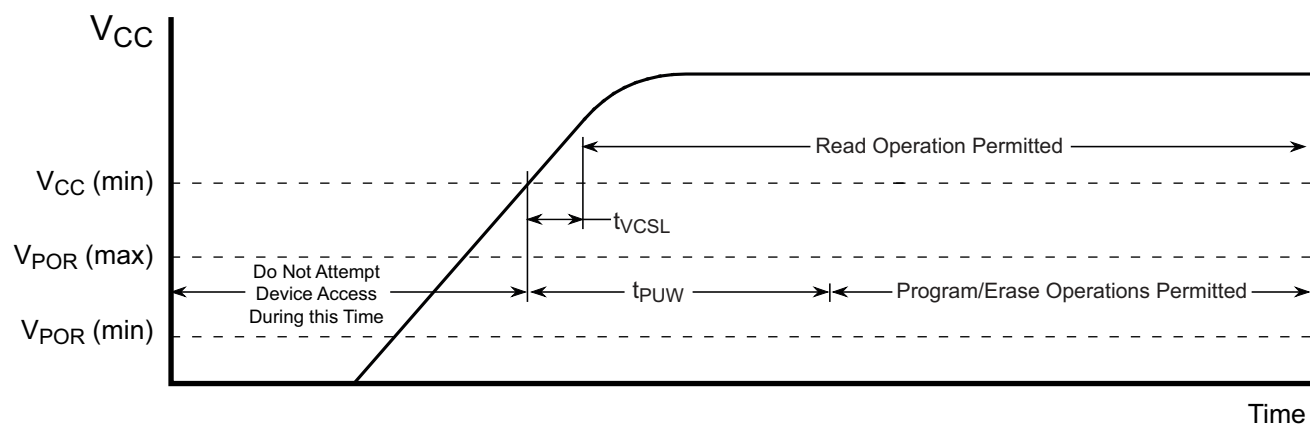 VCC
Read Operation Permitted
VCC (min)
tVCSL
VPOR (max)
Do Not Attempt
Device Access
During this Time
tPUW
Program/Erase Operations Permitted
VPOR (min)
Time